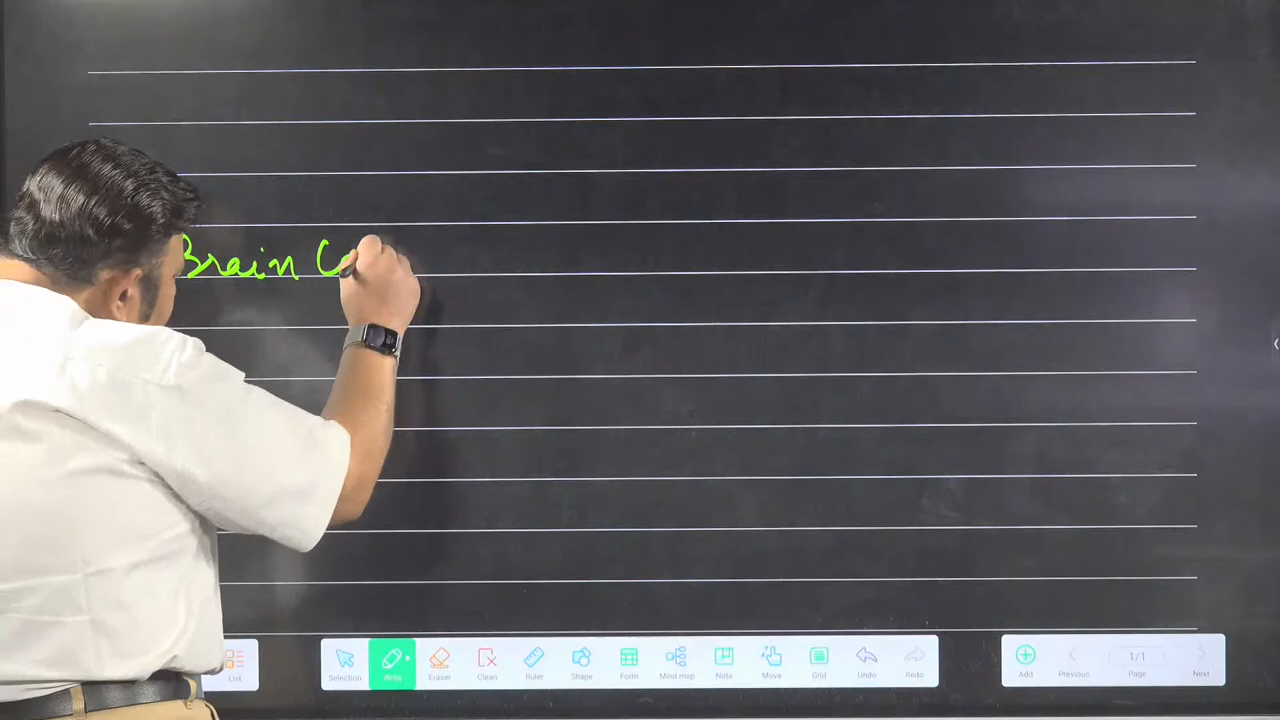 Brain
List
Selection
Write
Eraser
Clean
Ruler
Shape
Form
Mind map
Note
Move
Grid
Undo
Redo
Add
Previous
1/1
Page
Next